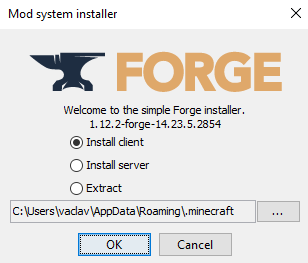 Mod system installer
FORGE
Welcome to the simple Forge installer.
1.12.2-forge-14.23.5.2854
Install client
Install server
Extract
C:\Users\vaclav\AppData\Roaming\.minecraft
...
OK
Cancel